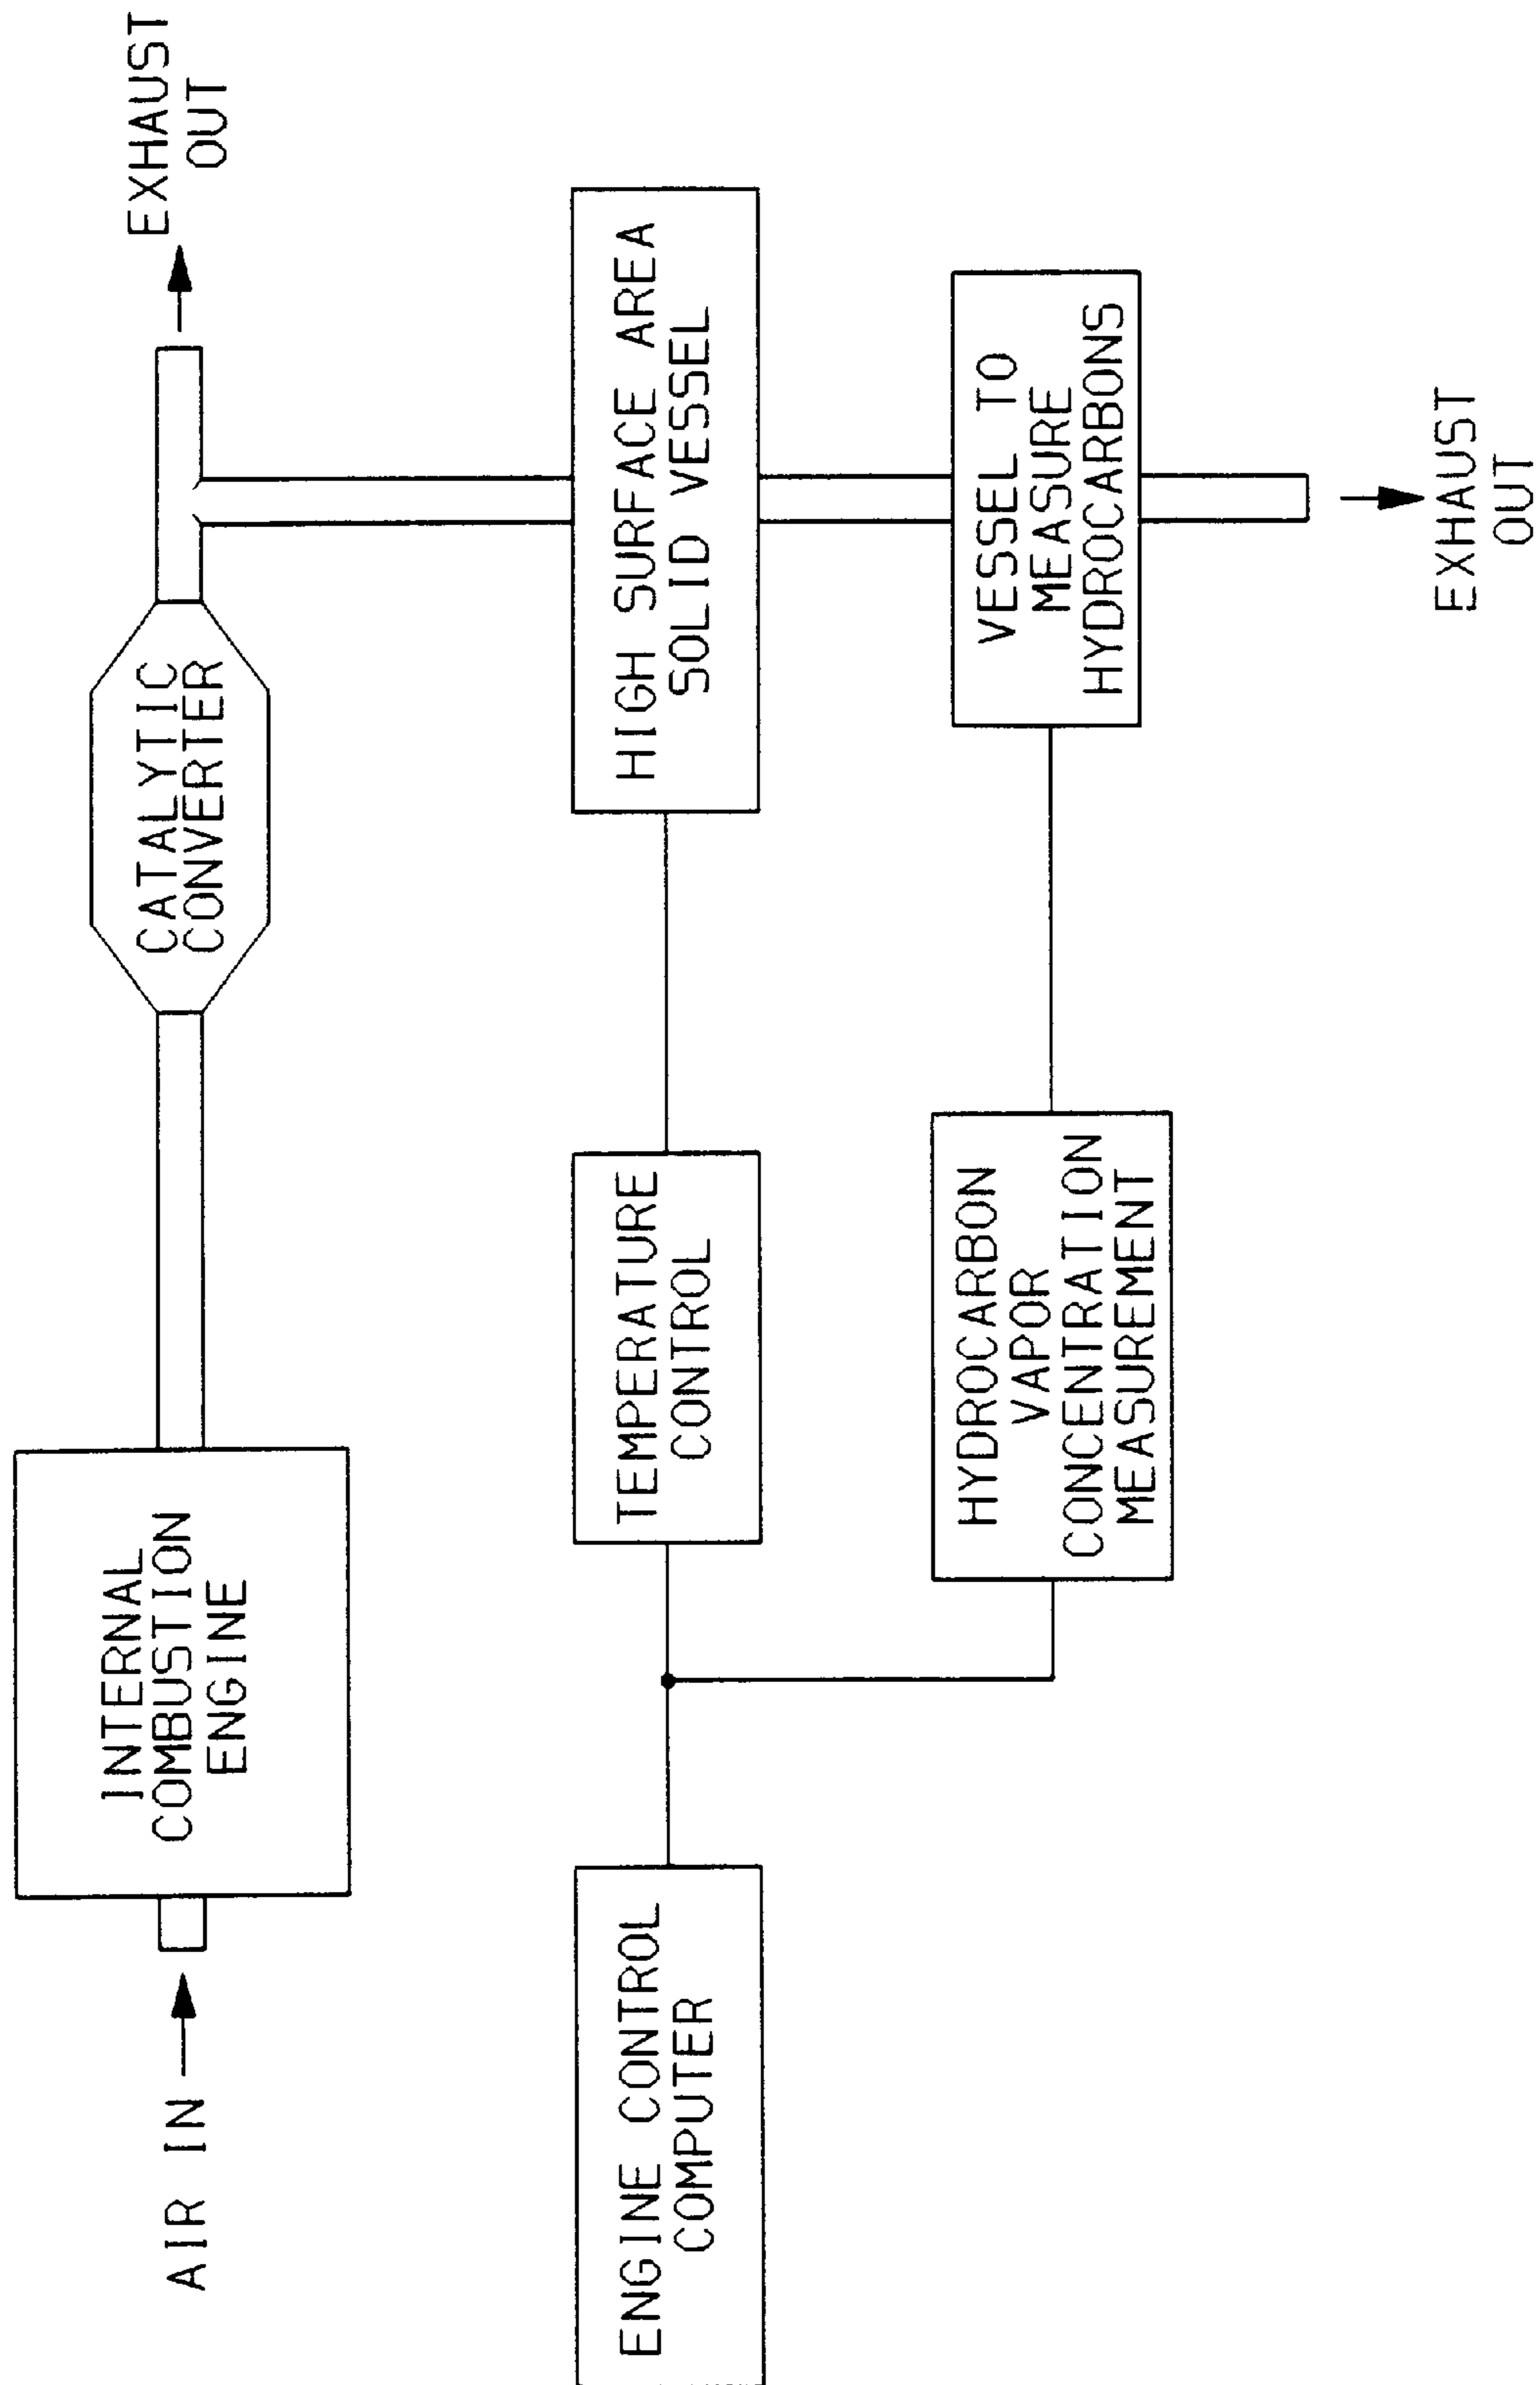 AIR IN
INTERNAL
COMBUSTION
ENGINE
CATALYTIC
CONVERTER
EXHAUST
OUT
ENGINE CONTROL
COMPUTER
TEMPERATURE
CONTROL
HIGH SURFACE AREA
SOLID VESSEL
HYDROCARBON
VAPOR
CONCENTRATION
MEASUREMENT
VESSEL TO
MEASURE
HYDROCARBONS
EXHAUST
OUT